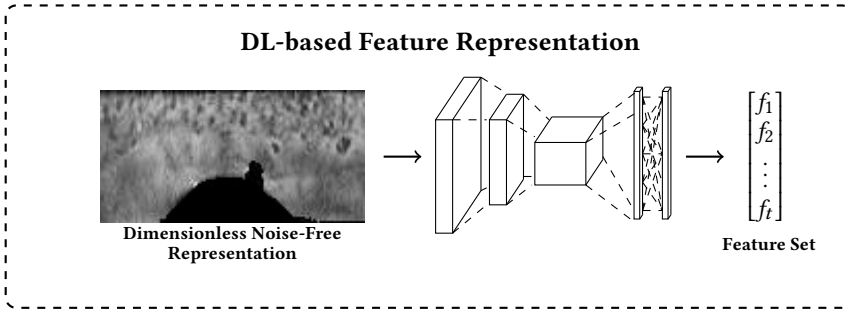 DL-based Feature Representation
f1
f2
⋮
ft
Dimensionless Noise-Free
Representation
Feature Set